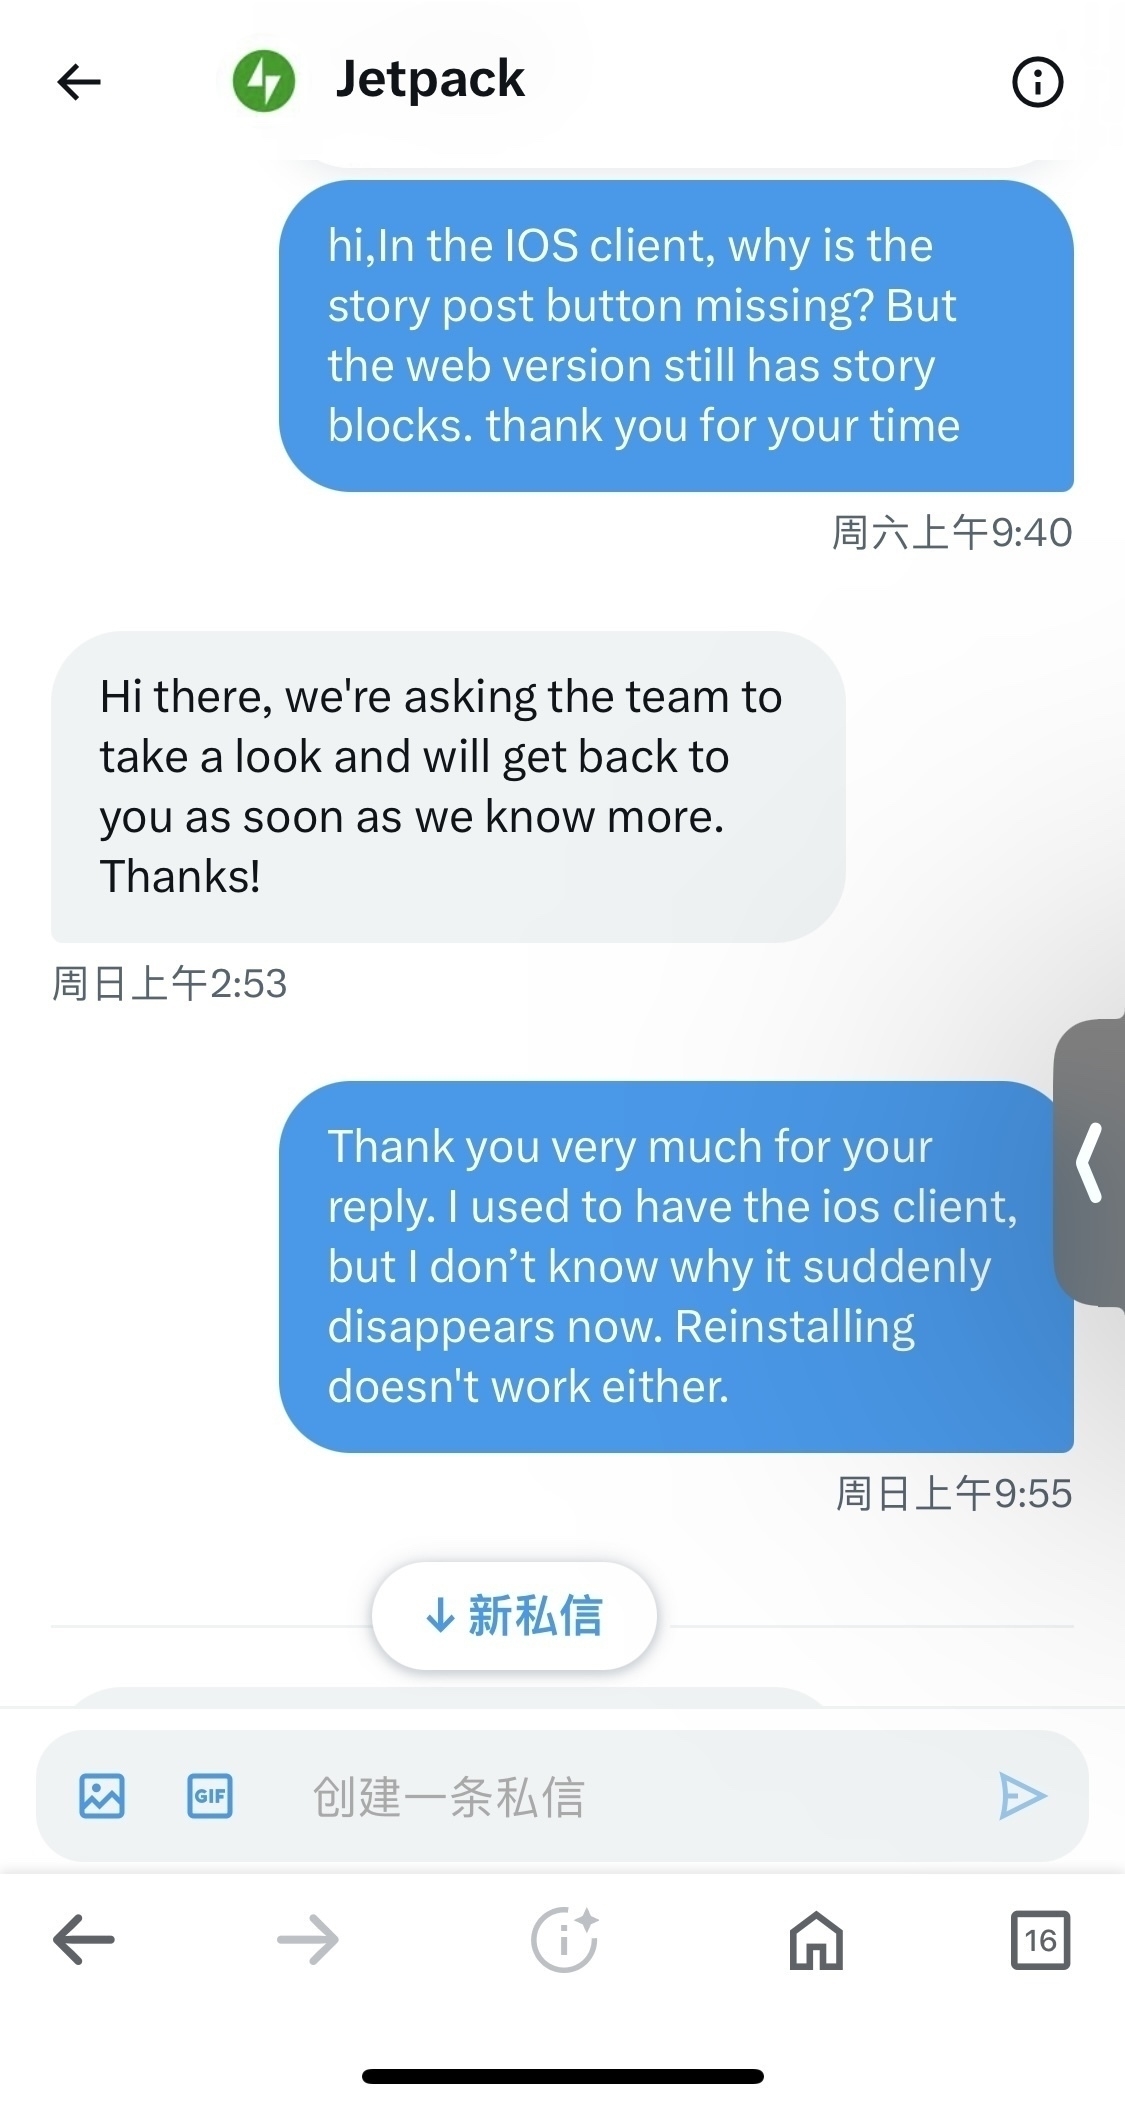 Jetpack
hi,In the IOS client, why is the
story post button missing? But
the web version still has story
blocks. thank you for your time
周六上午9:40
Hi there, we're asking the team to
take a look and will get back to
you as soon as we know more.
Thanks!
周日上午2:53
Thank you very much for your
reply. I used to have the ios client,
but I don’t know why it suddenly
disappears now. Reinstalling
doesn't work either.
周日上午9:55
↓ 新私信
GIF 创建一条私信
16